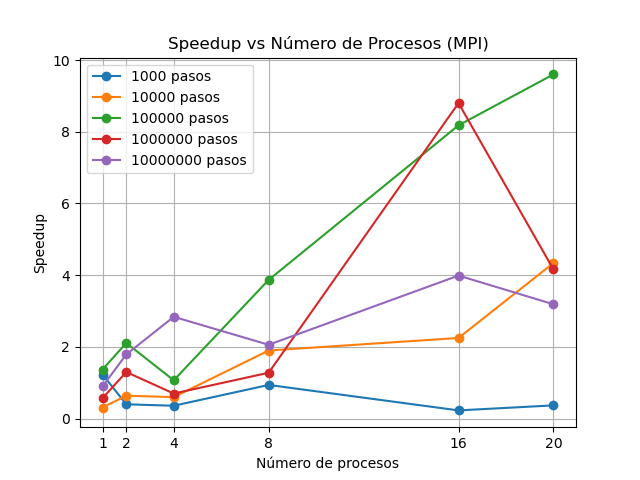 Speedup vs Número de Procesos (MPI)
10
8
6
4
2
0
Speedup
1000 pasos
10000 pasos
100000 pasos
1000000 pasos
10000000 pasos
1 2 4 8 16 20
Número de procesos